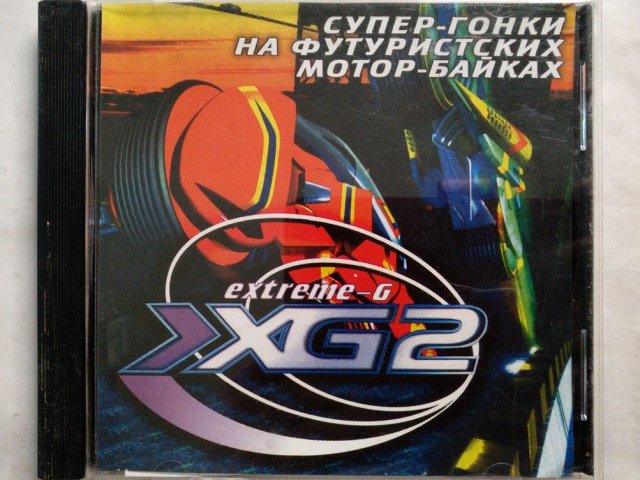 СУПЕР-ГОНКИ
НА ФУТУРИСТСКИХ
МОТОР-БАЙКАХ
extreme-G
XG2